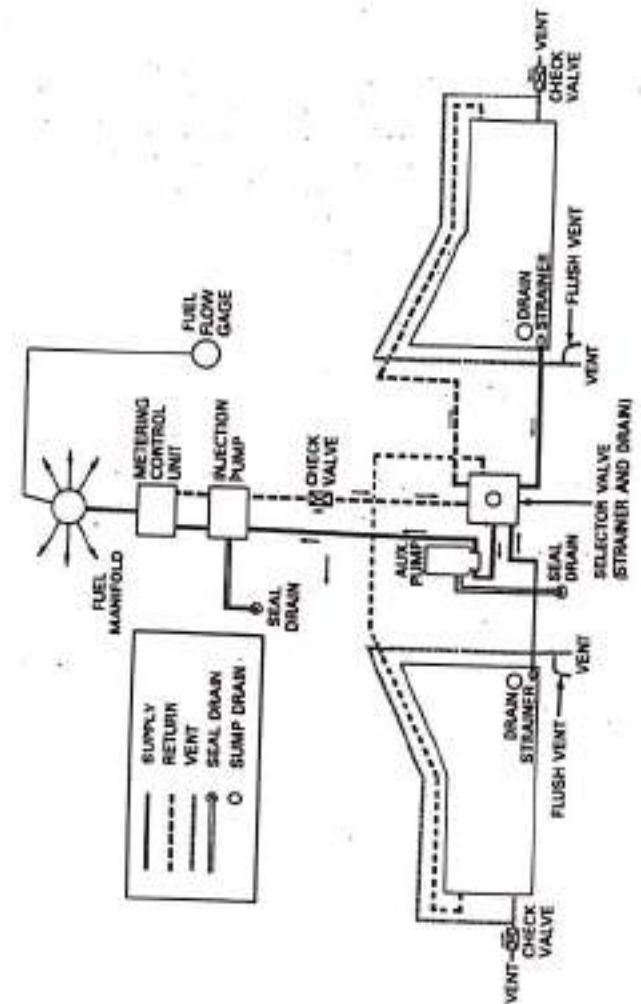 FUEL
MANIFOLD
FUEL
FLOW
GAGE
METERING
CONTROL
UNIT
INJECTION
PUMP
SEAL
DRAIN
CHECK
VALVE
SUPPLY
RETURN
VENT
SEAL DRAIN
SUMP DRAIN
AUX
PUMP
SEAL
DRAIN
SELECTOR VALVE
(STRAINER AND DRAIN)
VENT
CHECK
VALVE
DRAIN
STRAINER
FLUSH VENT
VENT
VENT
CHECK
VALVE
DRAIN
STRAINER
FLUSH VENT
VENT